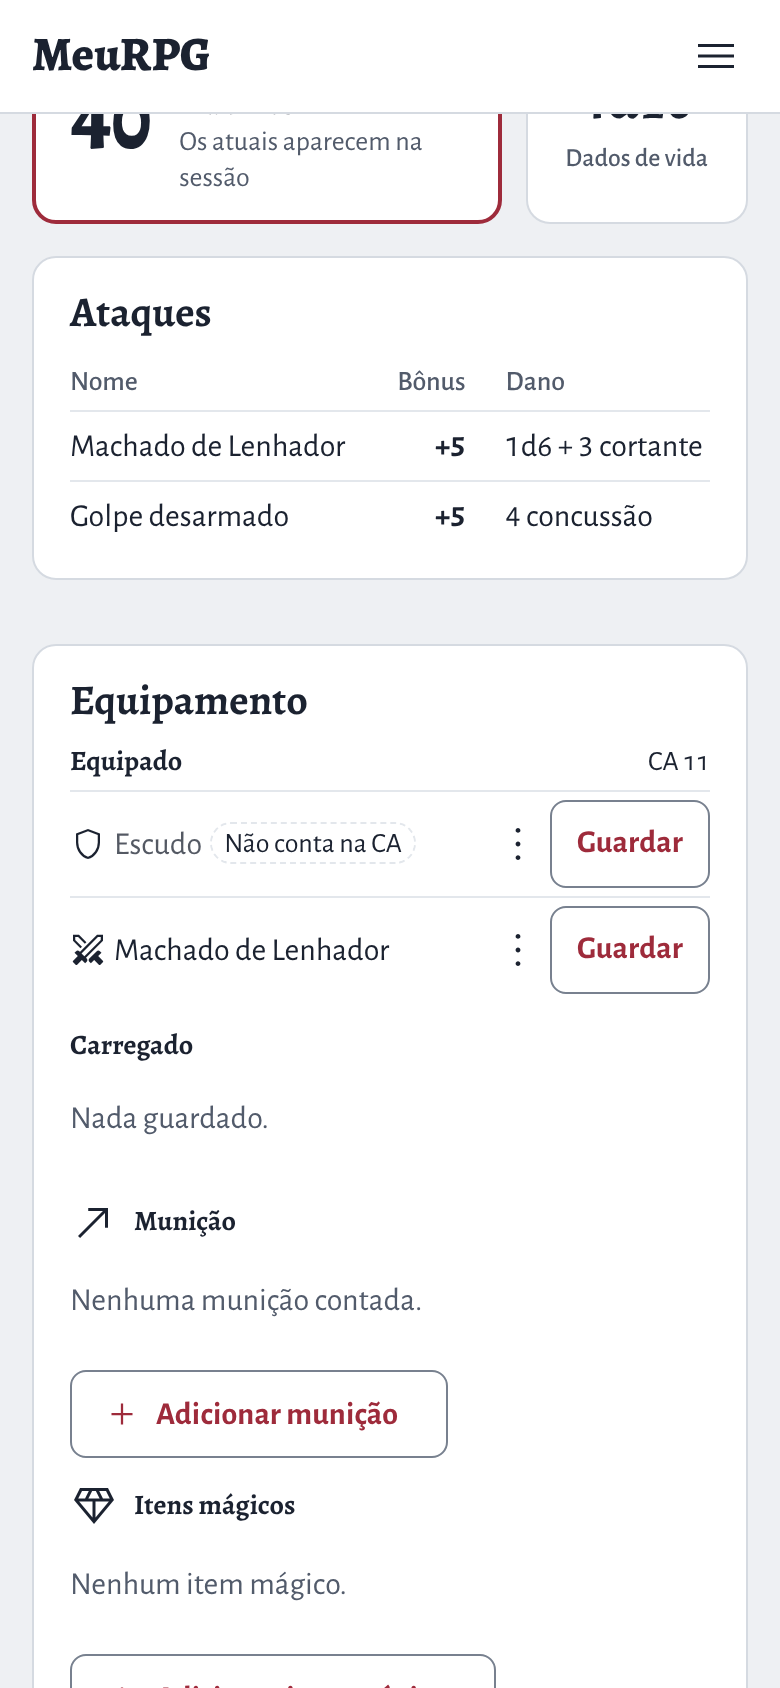 MeuRPG
40
Os atuais aparecem na
sessão
Dados de vida
Ataques
Nome Bônus Dano
Machado de Lenhador +5 1d6 + 3 cortante
Golpe desarmado +5 4 concussão
Equipamento
Equipado CA 11
Escudo Não conta na CA Guardar
Machado de Lenhador Guardar
Carregado
Nada guardado.
Munição
Nenhuma munição contada.
Adicionar munição
Itens mágicos
Nenhum item mágico.